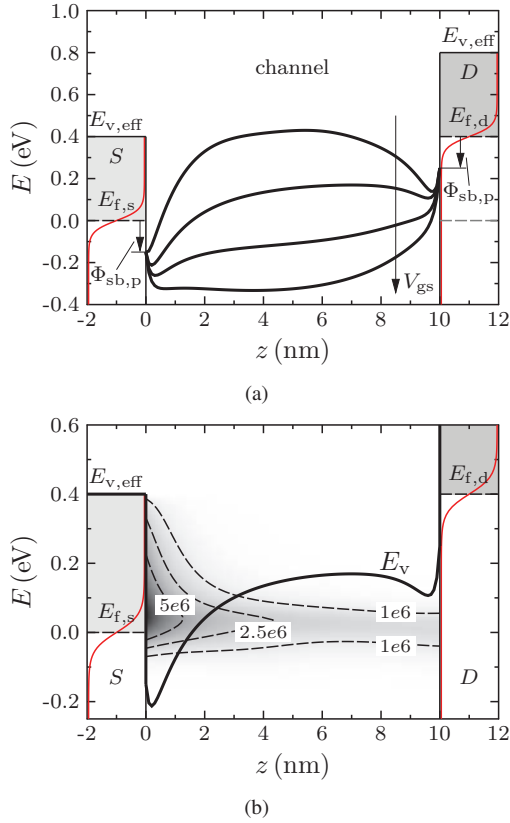 1.0
0.8
0.6
0.4
0.2
0.0
-0.2
-0.4
E (eV)
E_v,eff
channel
D
E_v,eff
E_f,d
S
E_f,s
Φ_sb,p
Φ_sb,p
V_gs
-2 0 2 4 6 8 10 12
z (nm)
(a)
0.6
0.4
0.2
0.0
-0.2
E (eV)
E_v,eff
E_f,d
E_v
5e6
1e6
E_f,s
2.5e6
1e6
S
D
-2 0 2 4 6 8 10 12
z (nm)
(b)